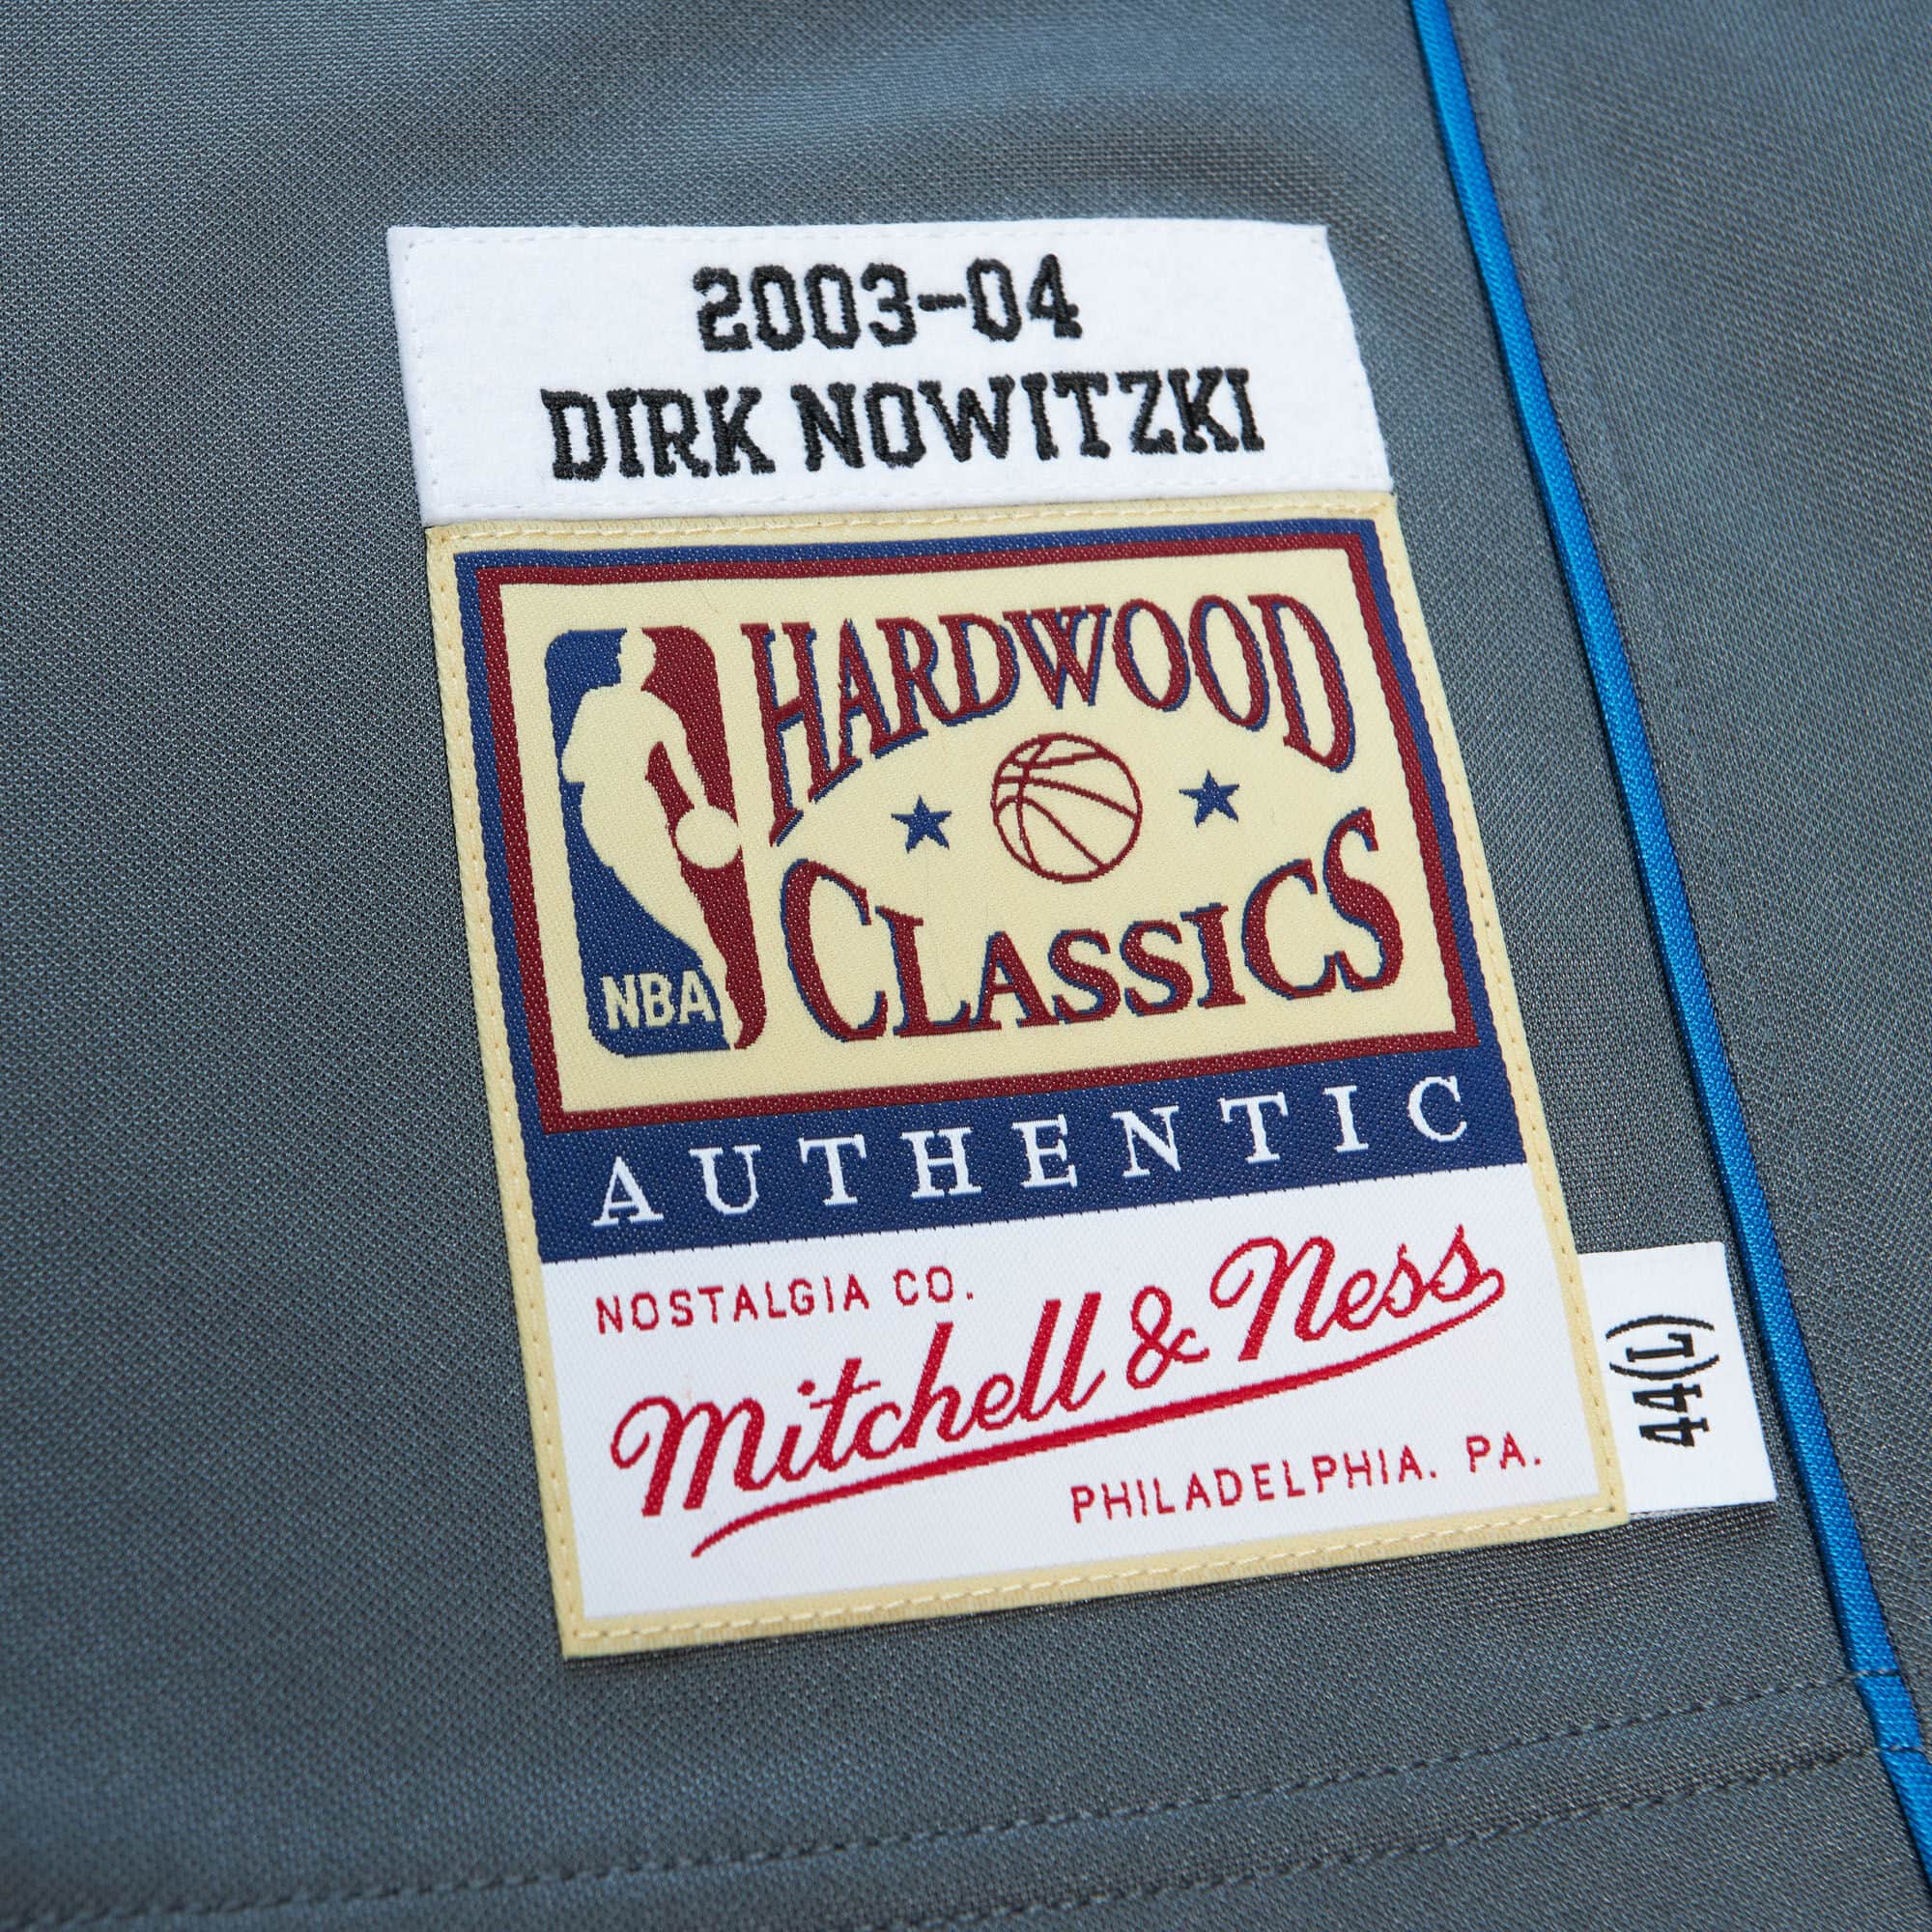 2003-04
DIRK NOWITZKI
HARDWOOD
CLASSICS
NBA
AUTHENTIC
NOSTALGIA CO.
Mitchell & Ness
PHILADELPHIA. PA.
44(L)